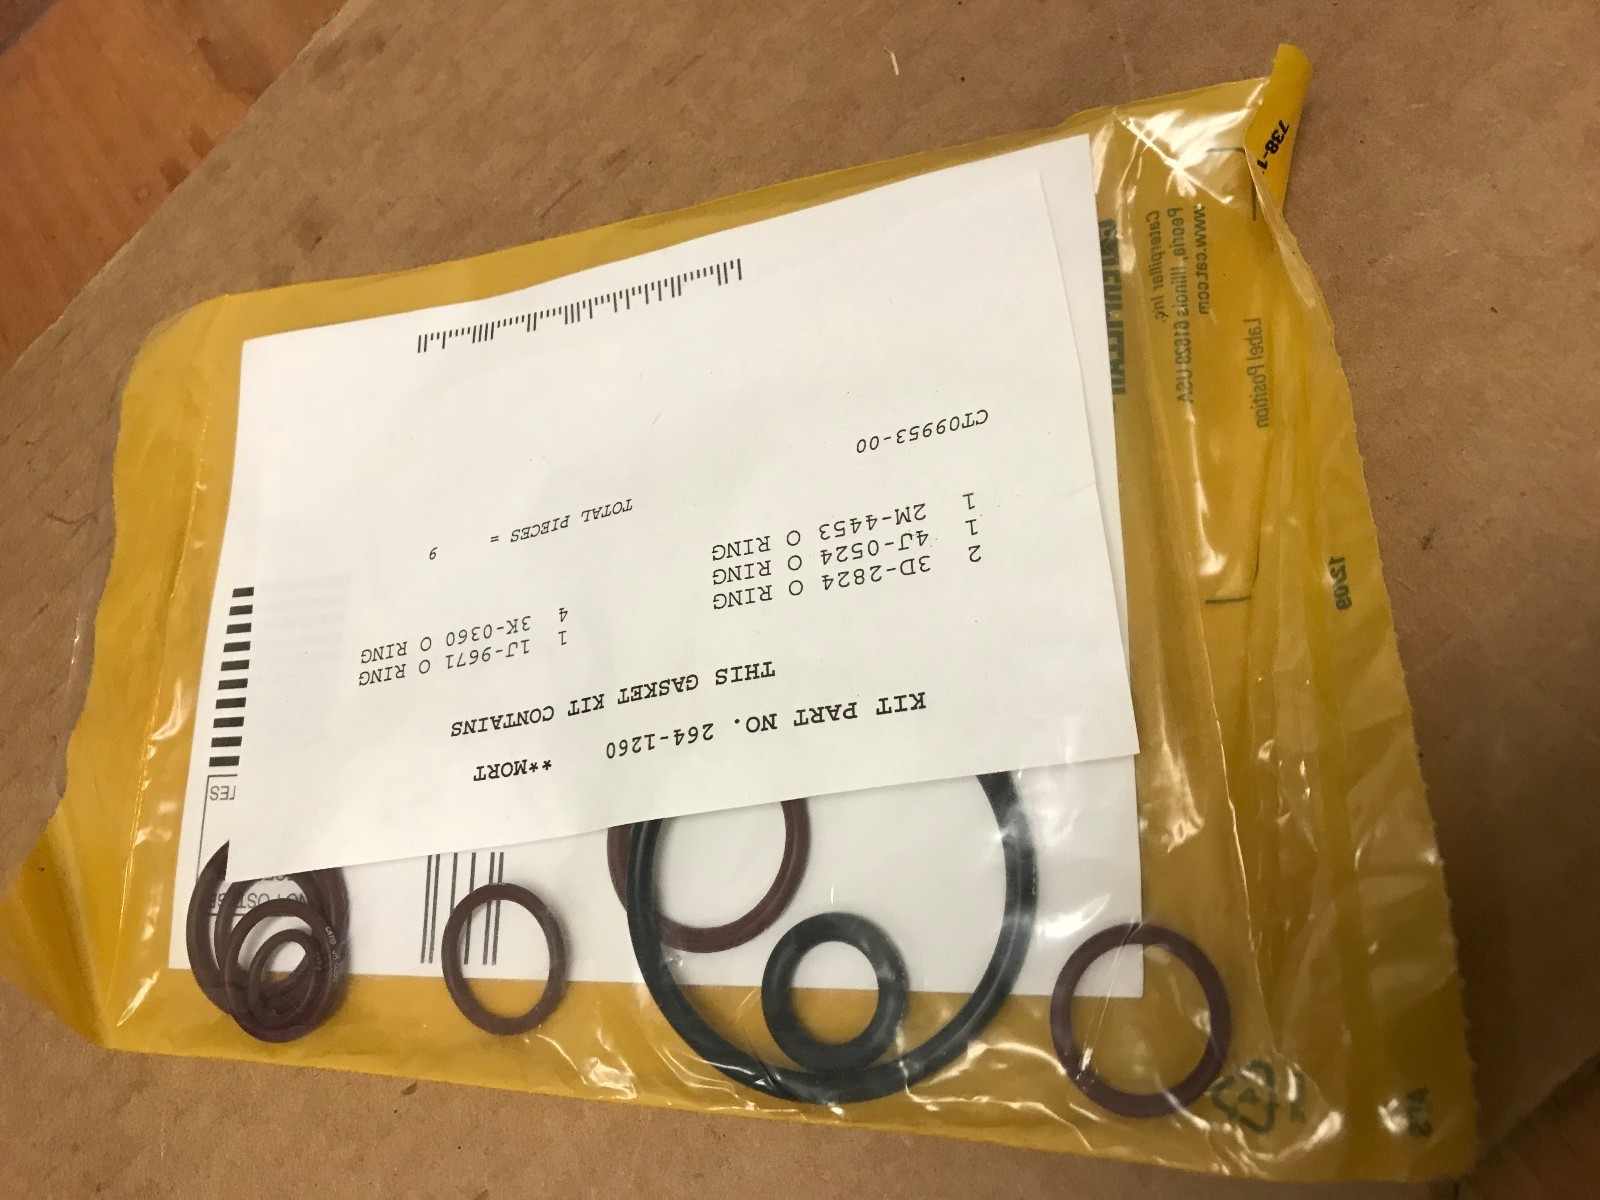 **MORT
KIT PART NO. 264-1260
THIS GASKET KIT CONTAINS
2 3D-2824 O RING 1 1J-9671 O RING
1 4J-0524 O RING 4 3K-0360 O RING
1 2M-4453 O RING
TOTAL PIECES = 9
CT09953-00
Caterpillar Inc.
Peoria, Illinois 61629 USA
www.cat.com
Label Position
738-1
12/09